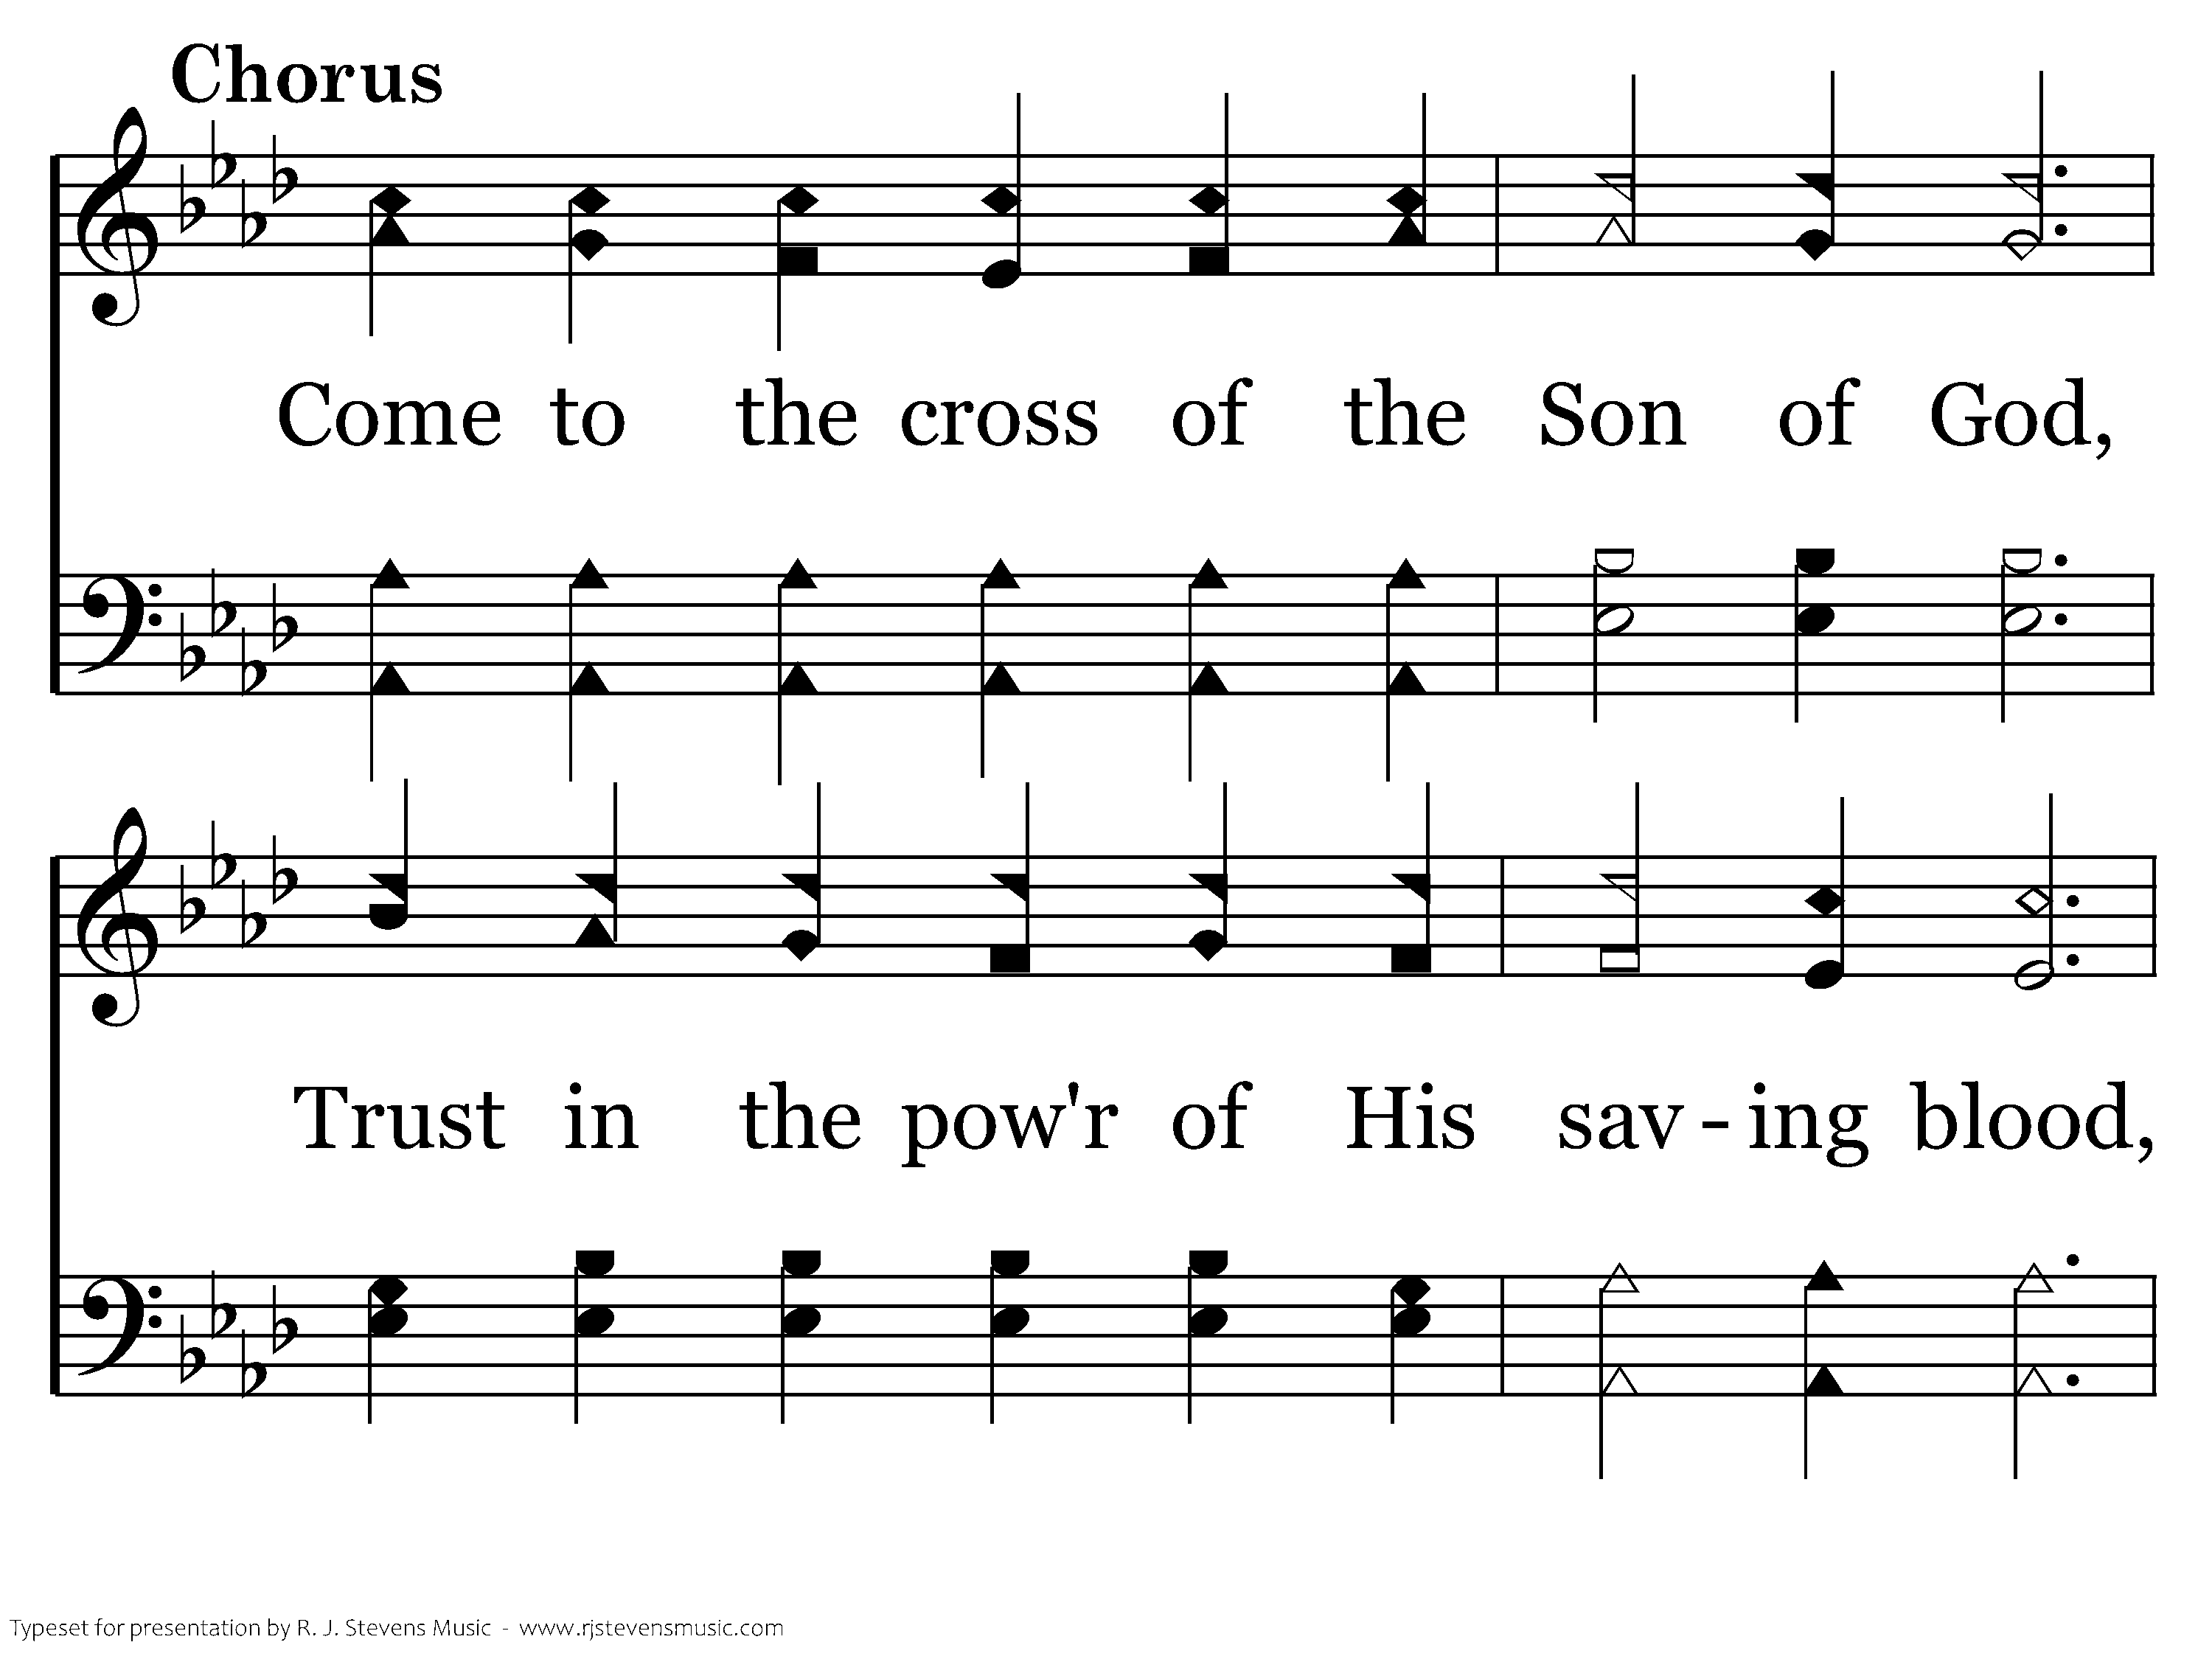 Chorus
Come to the cross of the Son of God,
Trust in the pow'r of His sav - ing blood,
Typeset for presentation by R. J. Stevens Music - www.rjstevensmusic.com